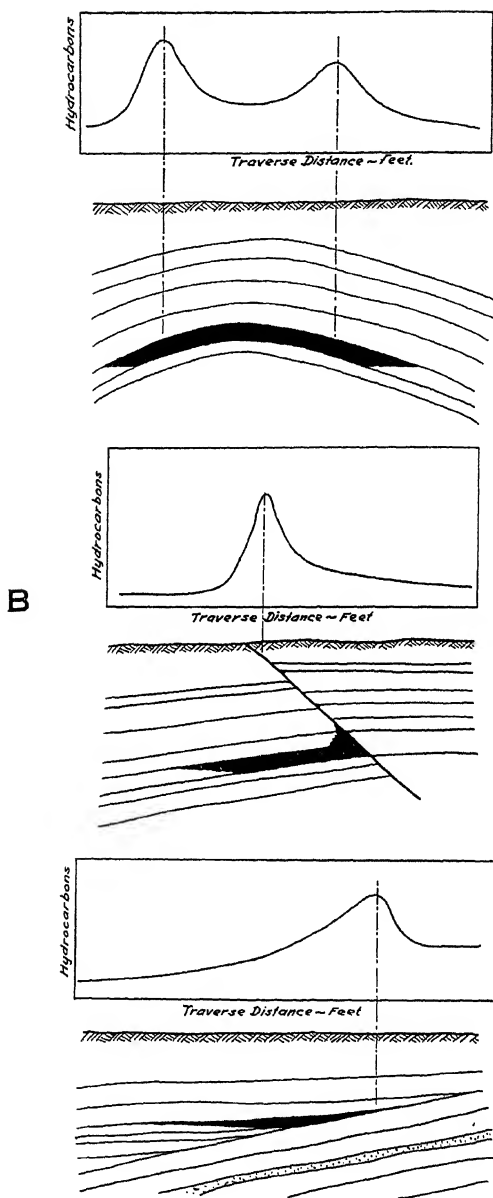 Hydrocarbons
Traverse Distance ~ Feet.
Hydrocarbons
Traverse Distance ~ Feet
B
Hydrocarbons
Traverse Distance ~ Feet